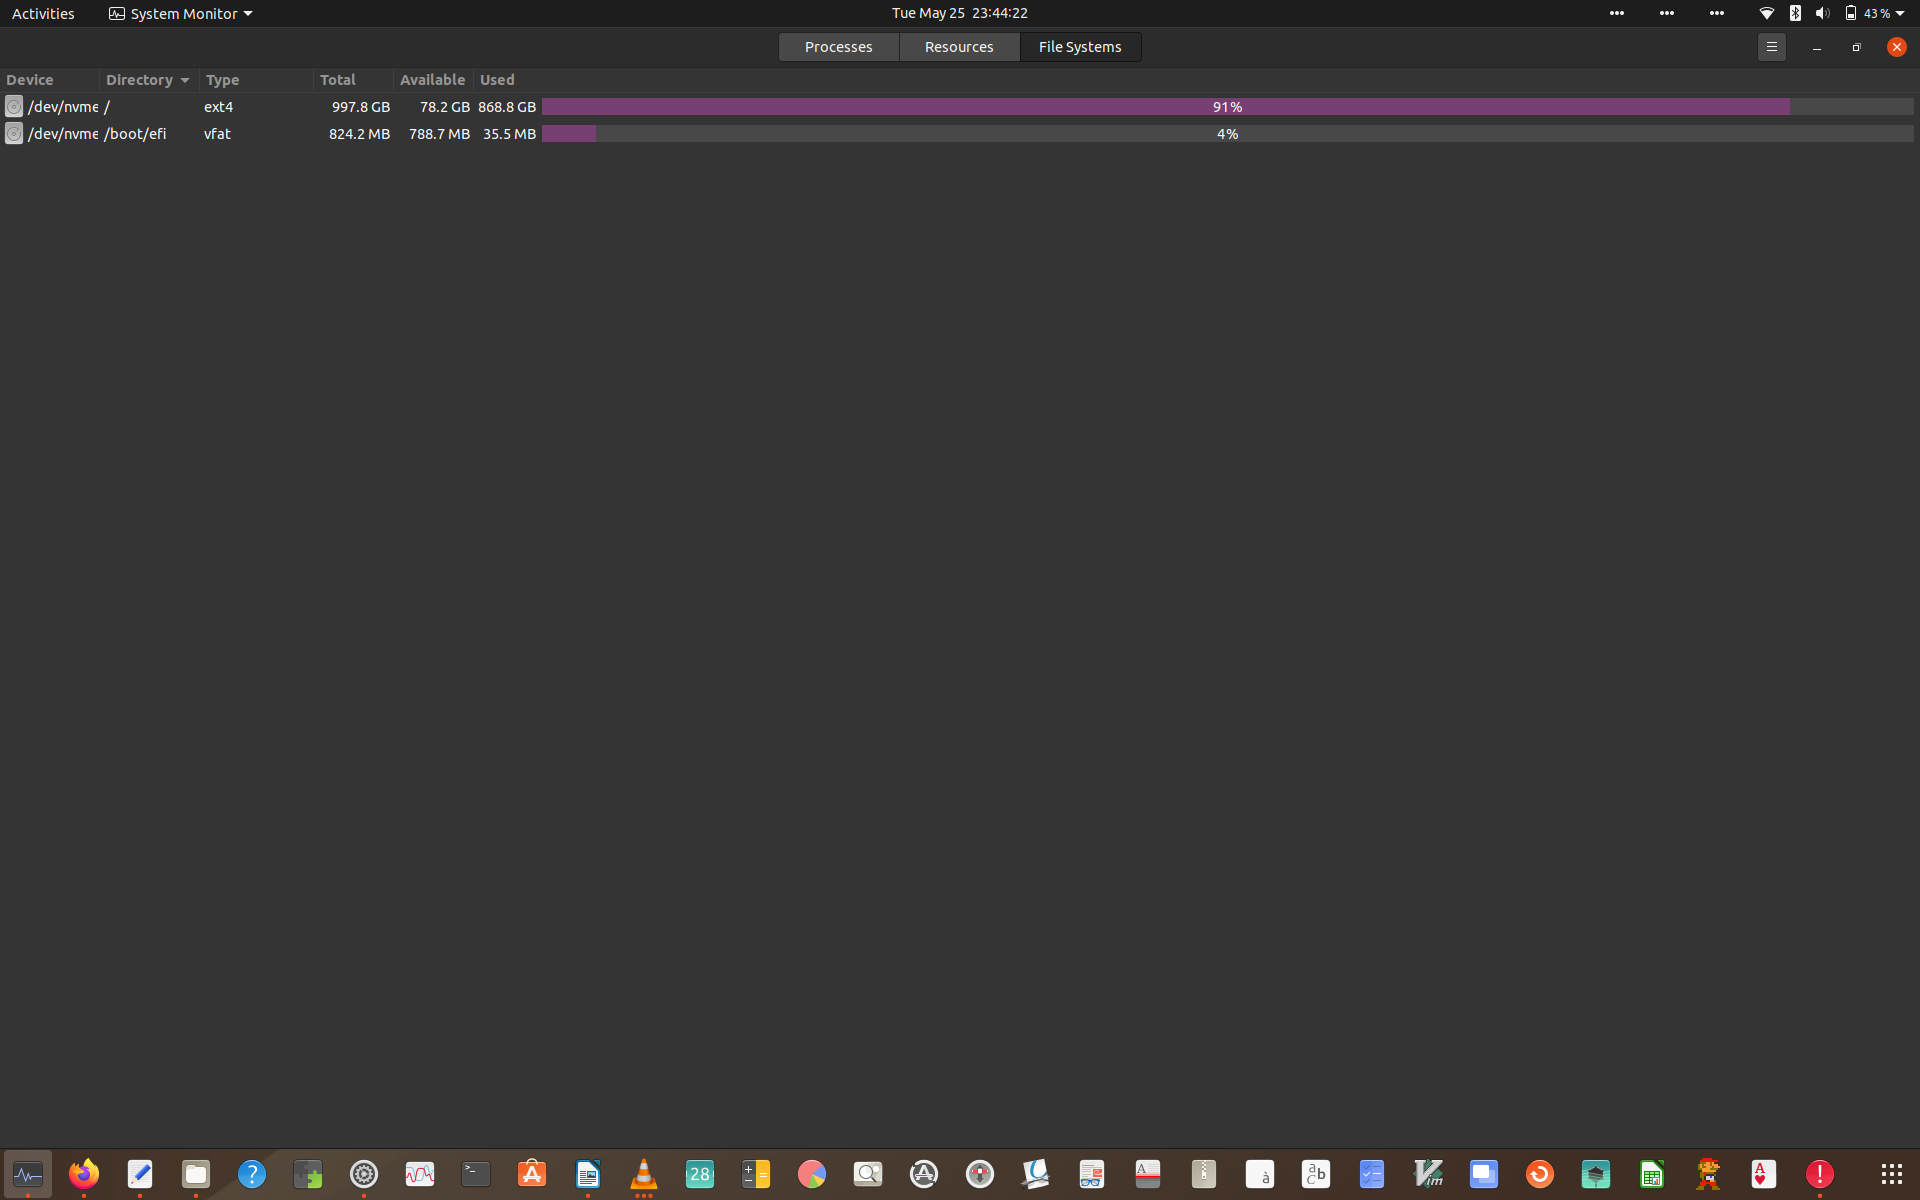 Activities System Monitor Tue May 25 23:44:22 43 %
Processes Resources File Systems
Device Directory Type Total Available Used
/dev/nvme / ext4 997.8 GB 78.2 GB 868.8 GB 91%
/dev/nvme /boot/efi vfat 824.2 MB 788.7 MB 35.5 MB 4%
28